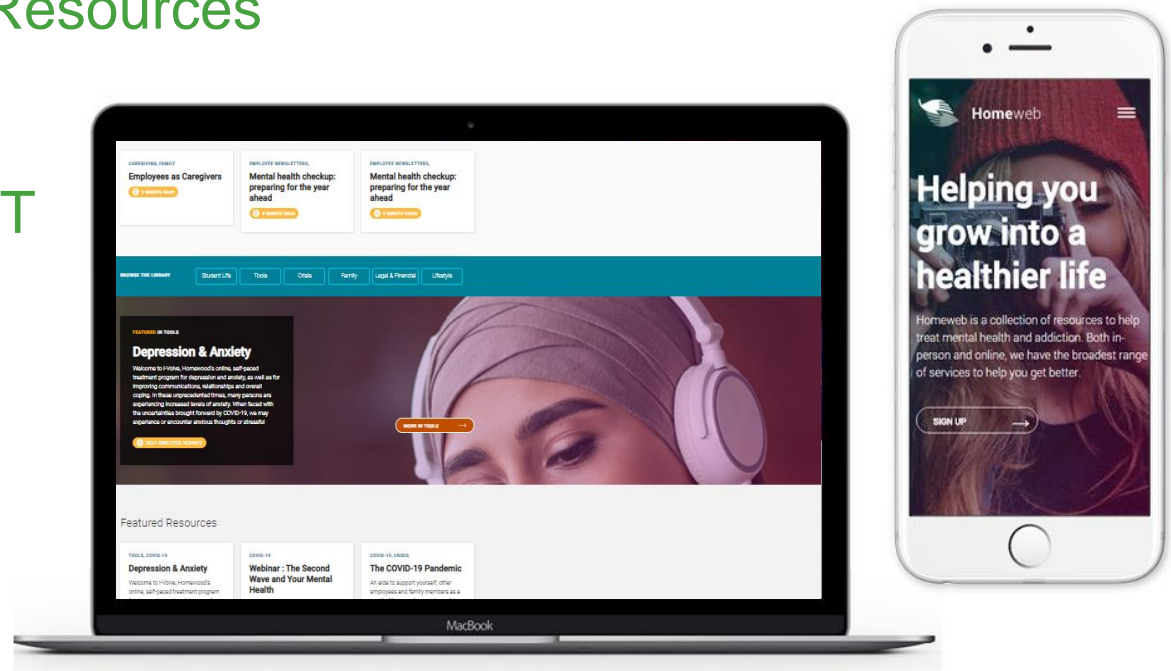 Resources
T
CAREGIVING, FAMILY
Employees as Caregivers
EMPLOYEE NEWSLETTERS,
Mental health checkup:
preparing for the year
ahead
EMPLOYEE NEWSLETTERS,
Mental health checkup:
preparing for the year
ahead
BROWSE THE LIBRARY
Student Life
Tools
Crisis
Family
Legal & Financial
Lifestyle
FEATURED IN TOOLS
Depression & Anxiety
Welcome to i-Volve, Homewood's online, self-paced
treatment program for depression and anxiety, as well as for
improving communications, relationships and overall
coping. In these unprecedented times, many persons are
experiencing increased levels of anxiety. When faced with
the uncertainties brought forward by COVID-19, we may
experience or encounter anxious thoughts or stressful
SELF DIRECTED SERVICE
MORE IN TOOLS
Featured Resources
TOOLS, COVID-19
Depression & Anxiety
Welcome to i-Volve, Homewood's
online, self-paced treatment program
COVID-19
Webinar : The Second
Wave and Your Mental
Health
COVID-19, CRISIS
The COVID-19 Pandemic
An aide to support yourself, other
employees and family members as a
MacBook
Homeweb
Helping you
grow into a
healthier life
Homeweb is a collection of resources to help
treat mental health and addiction. Both in-
person and online, we have the broadest range
of services to help you get better.
SIGN UP